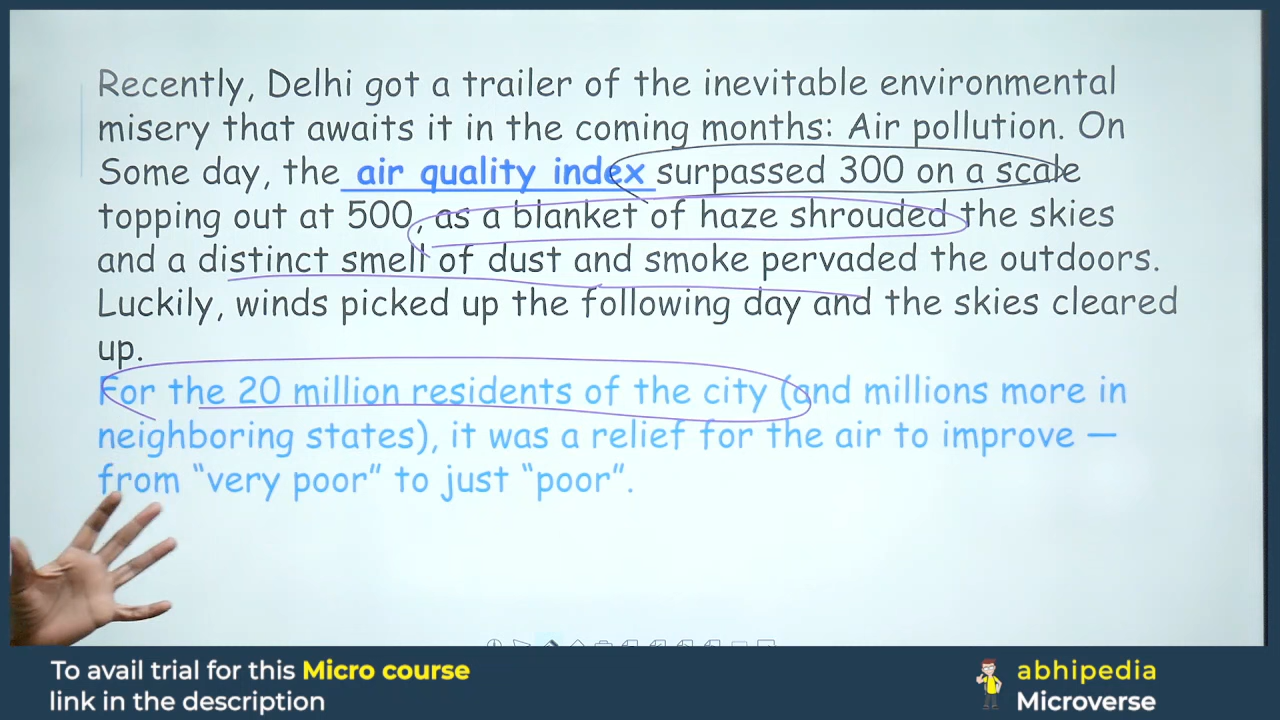 Recently, Delhi got a trailer of the inevitable environmental
misery that awaits it in the coming months: Air pollution. On
Some day, the air quality index surpassed 300 on a scale
topping out at 500, as a blanket of haze shrouded the skies
and a distinct smell of dust and smoke pervaded the outdoors.
Luckily, winds picked up the following day and the skies cleared
up.
For the 20 million residents of the city (and millions more in
neighboring states), it was a relief for the air to improve —
from “very poor” to just “poor”.
To avail trial for this Micro course
link in the description
abhipedia
Microverse